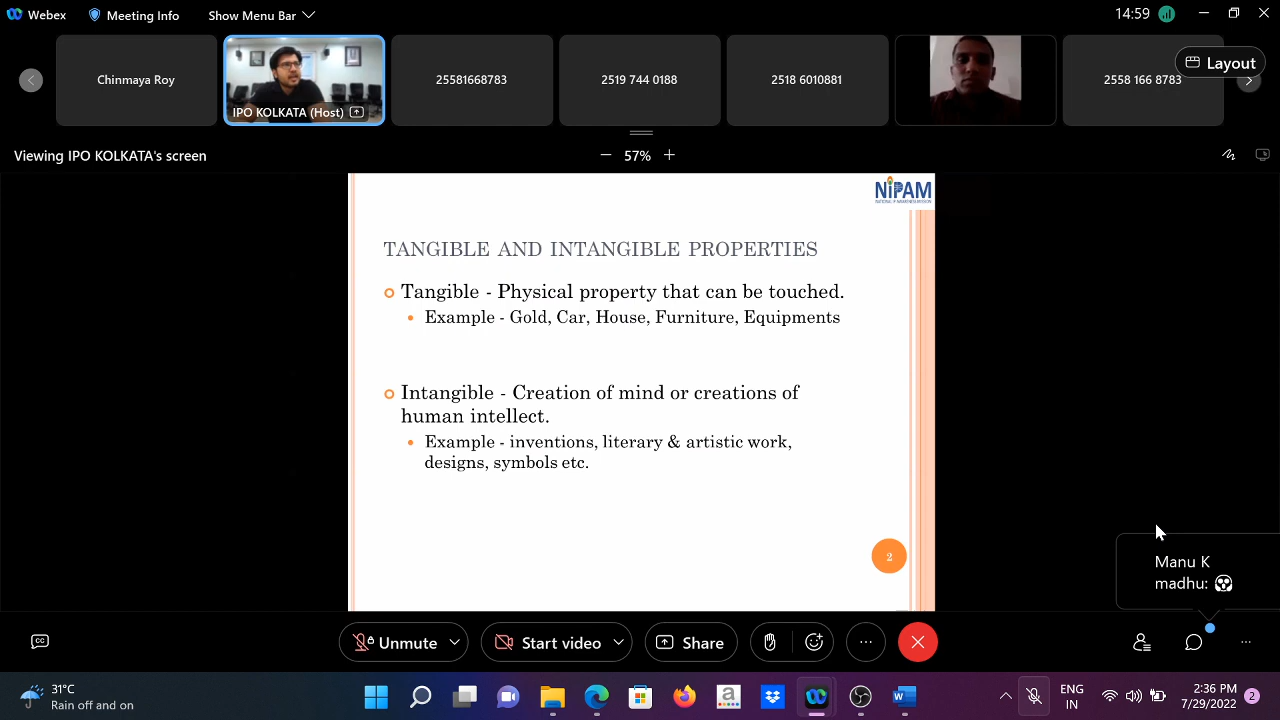 Webex
Meeting Info
Show Menu Bar
14:59
Chinmaya Roy
IPO KOLKATA (Host)
25581668783
2519 744 0188
2518 6010881
2558 166 8783
Layout
Viewing IPO KOLKATA's screen
57%
NIPAM
TANGIBLE AND INTANGIBLE PROPERTIES
Tangible - Physical property that can be touched.
Example - Gold, Car, House, Furniture, Equipments
Intangible - Creation of mind or creations of
human intellect.
Example - inventions, literary & artistic work,
designs, symbols etc.
2
Manu K
madhu:
CC
Unmute
Start video
Share
31°C
Rain off and on
a
W
ENG
IN
2:36 PM
7/29/2022
2